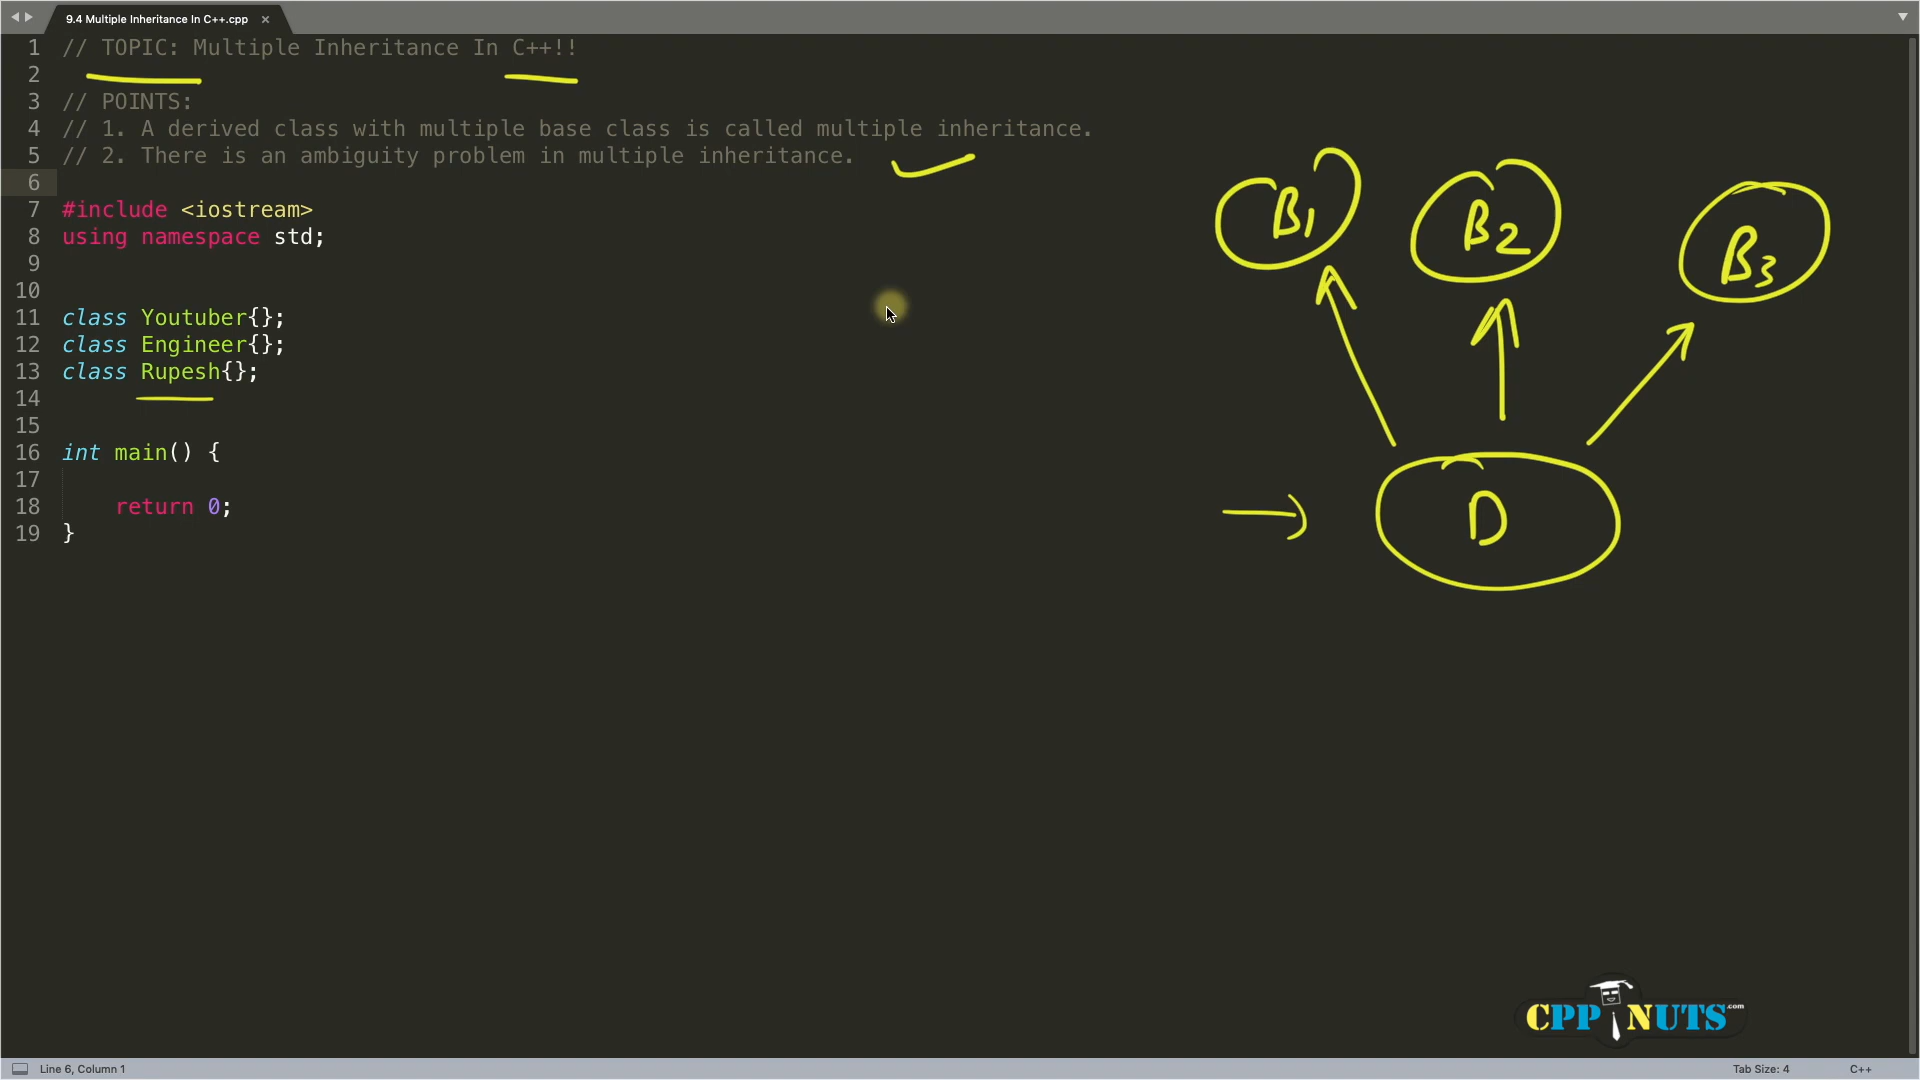 9.4 Multiple Inheritance In C++.cpp ×
1 // TOPIC: Multiple Inheritance In C++!!
2
3 // POINTS:
4 // 1. A derived class with multiple base class is called multiple inheritance.
5 // 2. There is an ambiguity problem in multiple inheritance.
6
7 #include <iostream>
8 using namespace std;
9
10
11 class Youtuber{};
12 class Engineer{};
13 class Rupesh{};
14
15
16 int main() {
17
18 return 0;
19 }
B1 B2 B3
D
CPP NUTS .com
Line 6, Column 1 Tab Size: 4 C++